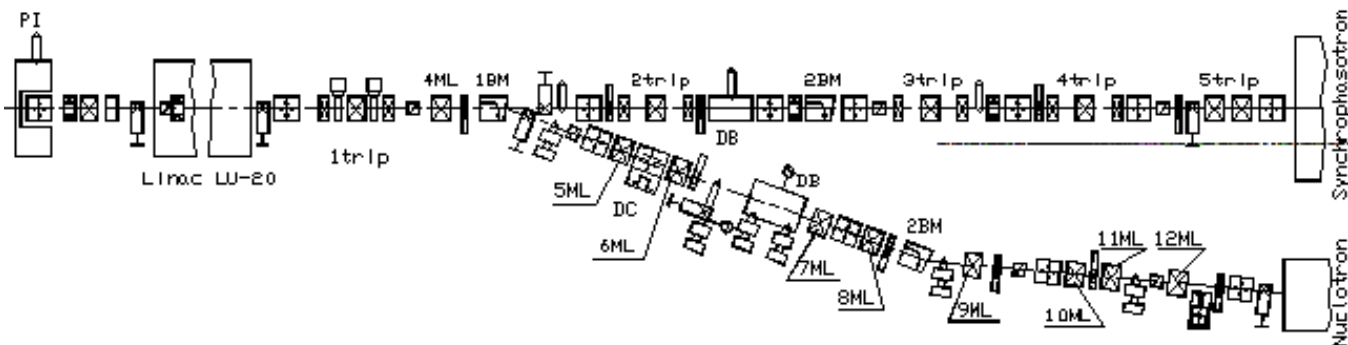 PI
4ML
1BM
2trip
2BM
3trip
4trip
5trip
1trip
DB
Linac LU-20
Synchrophasotron
5ML
DC
DB
6ML
2BM
7ML
11ML
12ML
8ML
9ML
10ML
Nuclotron